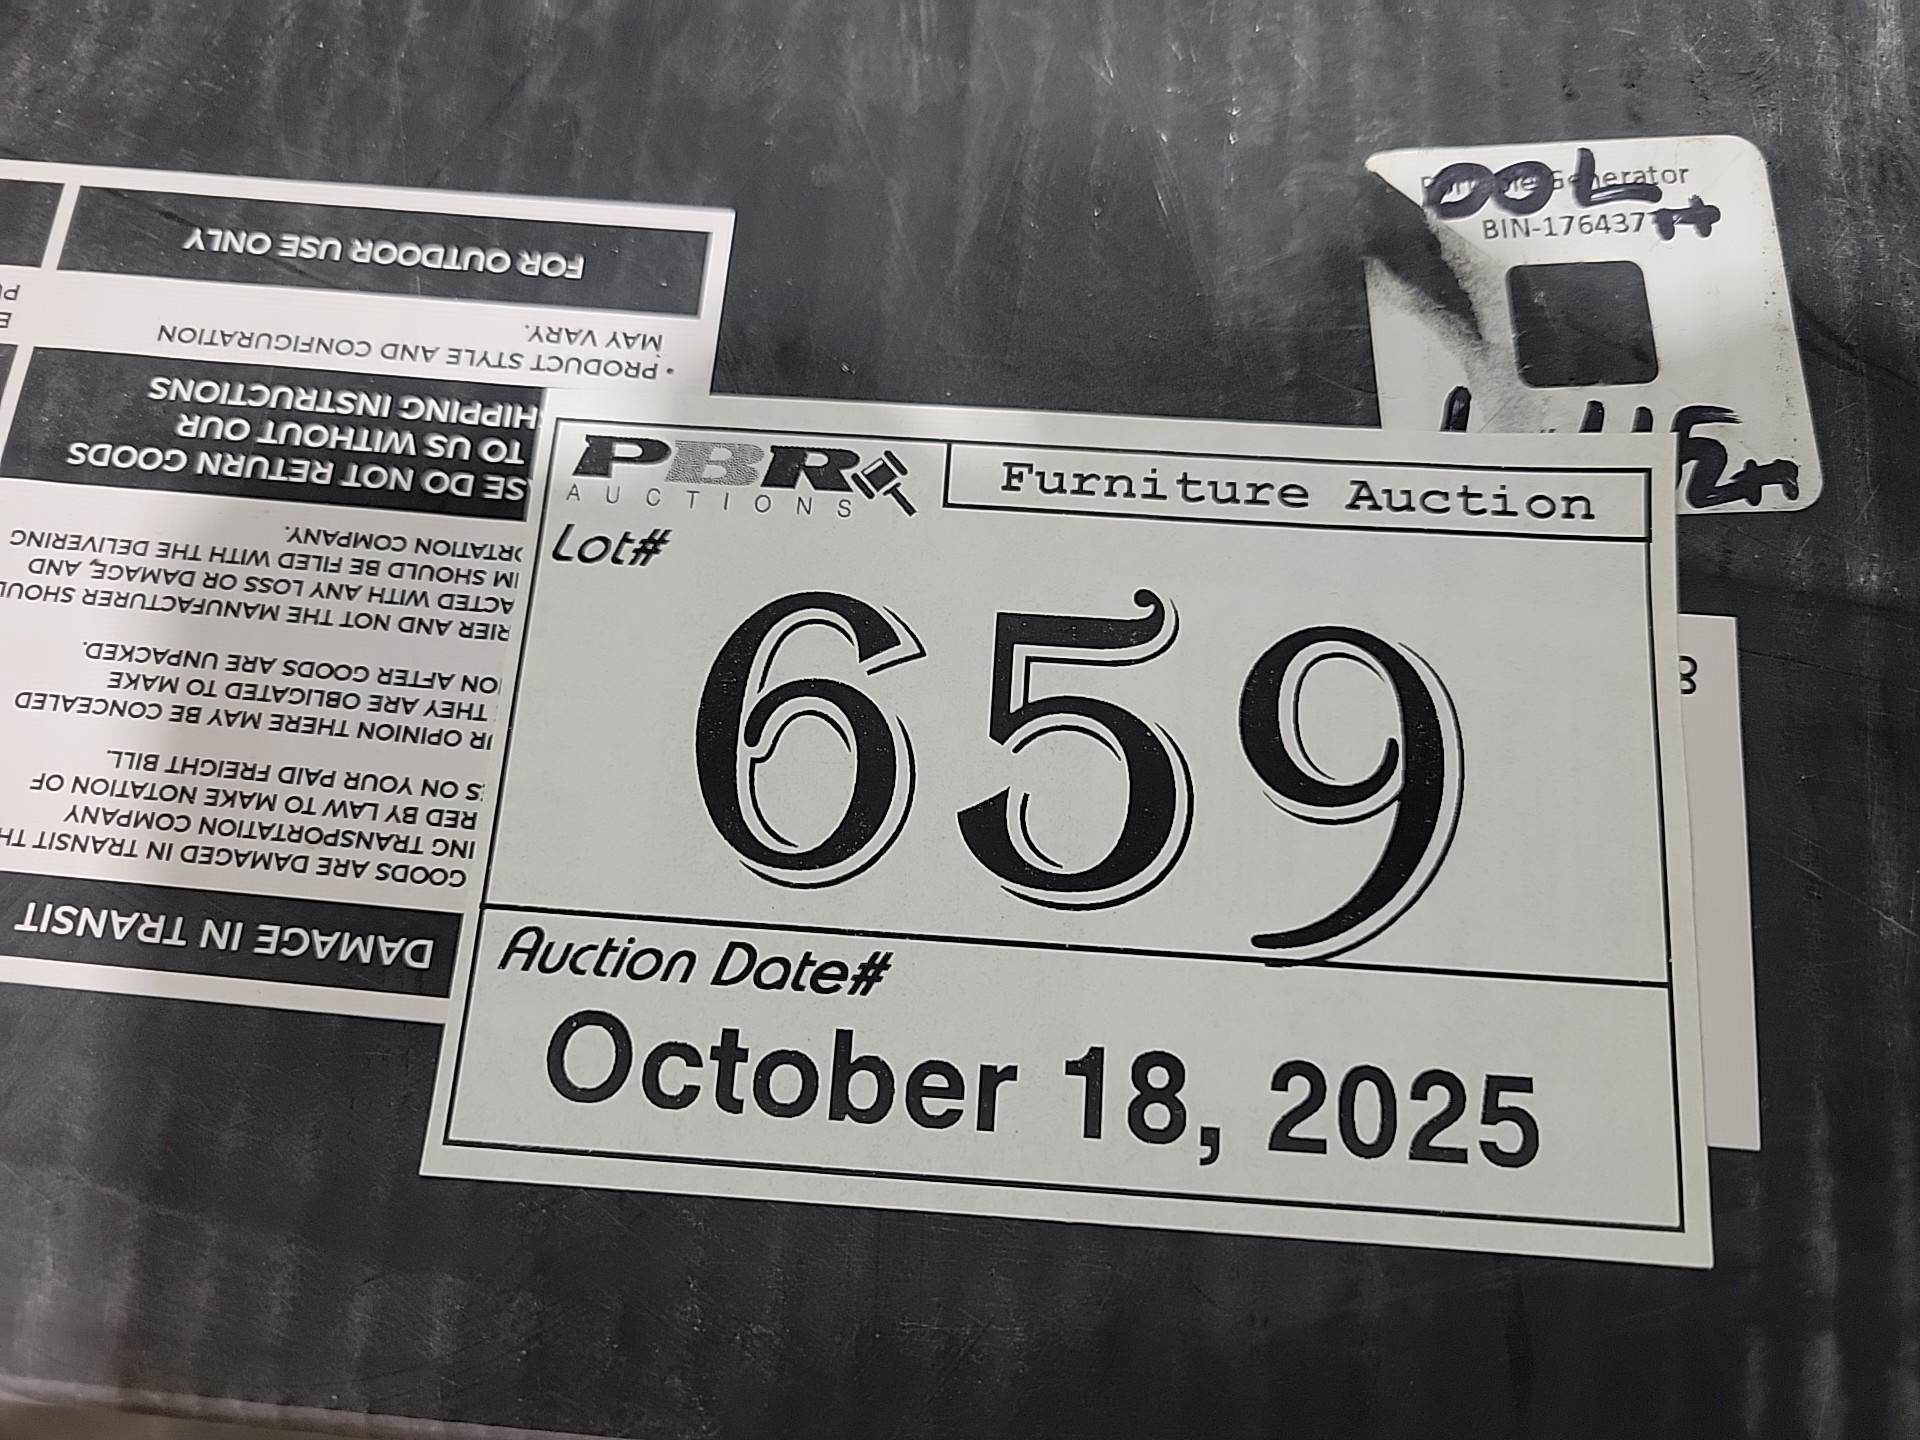 Portable Generator
BIN-176437
PBR
AUCTIONS
Furniture Auction
Lot#
659
Auction Date#
October 18, 2025
DAMAGE IN TRANSIT
GOODS ARE DAMAGED IN TRANSIT
ING TRANSPORTATION COMPANY
RED BY LAW TO MAKE NOTATION OF
S ON YOUR PAID FREIGHT BILL.
OPINION THERE MAY BE CONCEALED
THEY ARE OBLIGATED TO MAKE
ON AFTER GOODS ARE UNPACKED.
RIER AND NOT THE MANUFACTURER
ACTED WITH ANY LOSS OR DAMAGE, AND
IM SHOULD BE FILED WITH THE DELIVERING
ORTATION COMPANY.
SE DO NOT RETURN GOODS
TO US WITHOUT OUR
HIPPING INSTRUCTIONS
• PRODUCT STYLE AND CONFIGURATION
MAY VARY.
FOR OUTDOOR USE ONLY